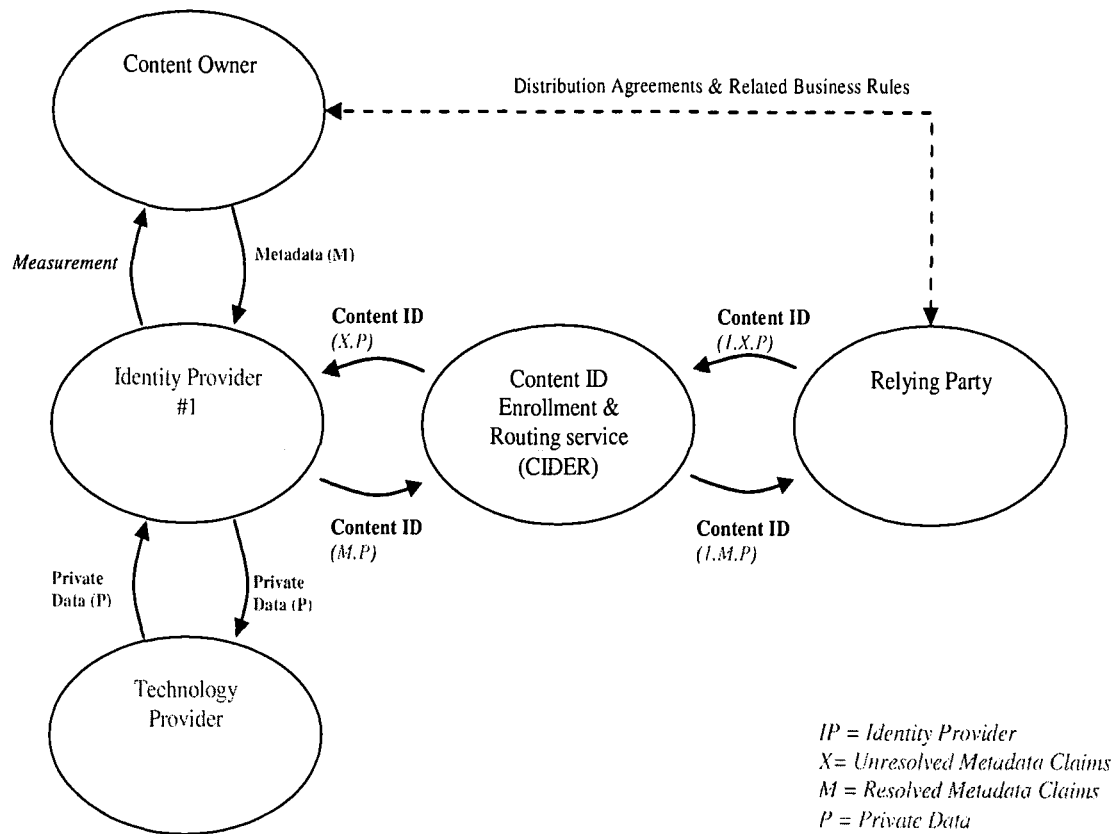 Content Owner
Distribution Agreements & Related Business Rules
Measurement
Metadata (M)
Content ID
(X.P)
Content ID
(1.X.P)
Identity Provider
#1
Content ID
Enrollment &
Routing service
(CIDER)
Relying Party
Content ID
(M.P)
Content ID
(1.M.P)
Private
Data (P)
Private
Data (P)
Technology
Provider
IP = Identity Provider
X= Unresolved Metadata Claims
M = Resolved Metadata Claims
P = Private Data